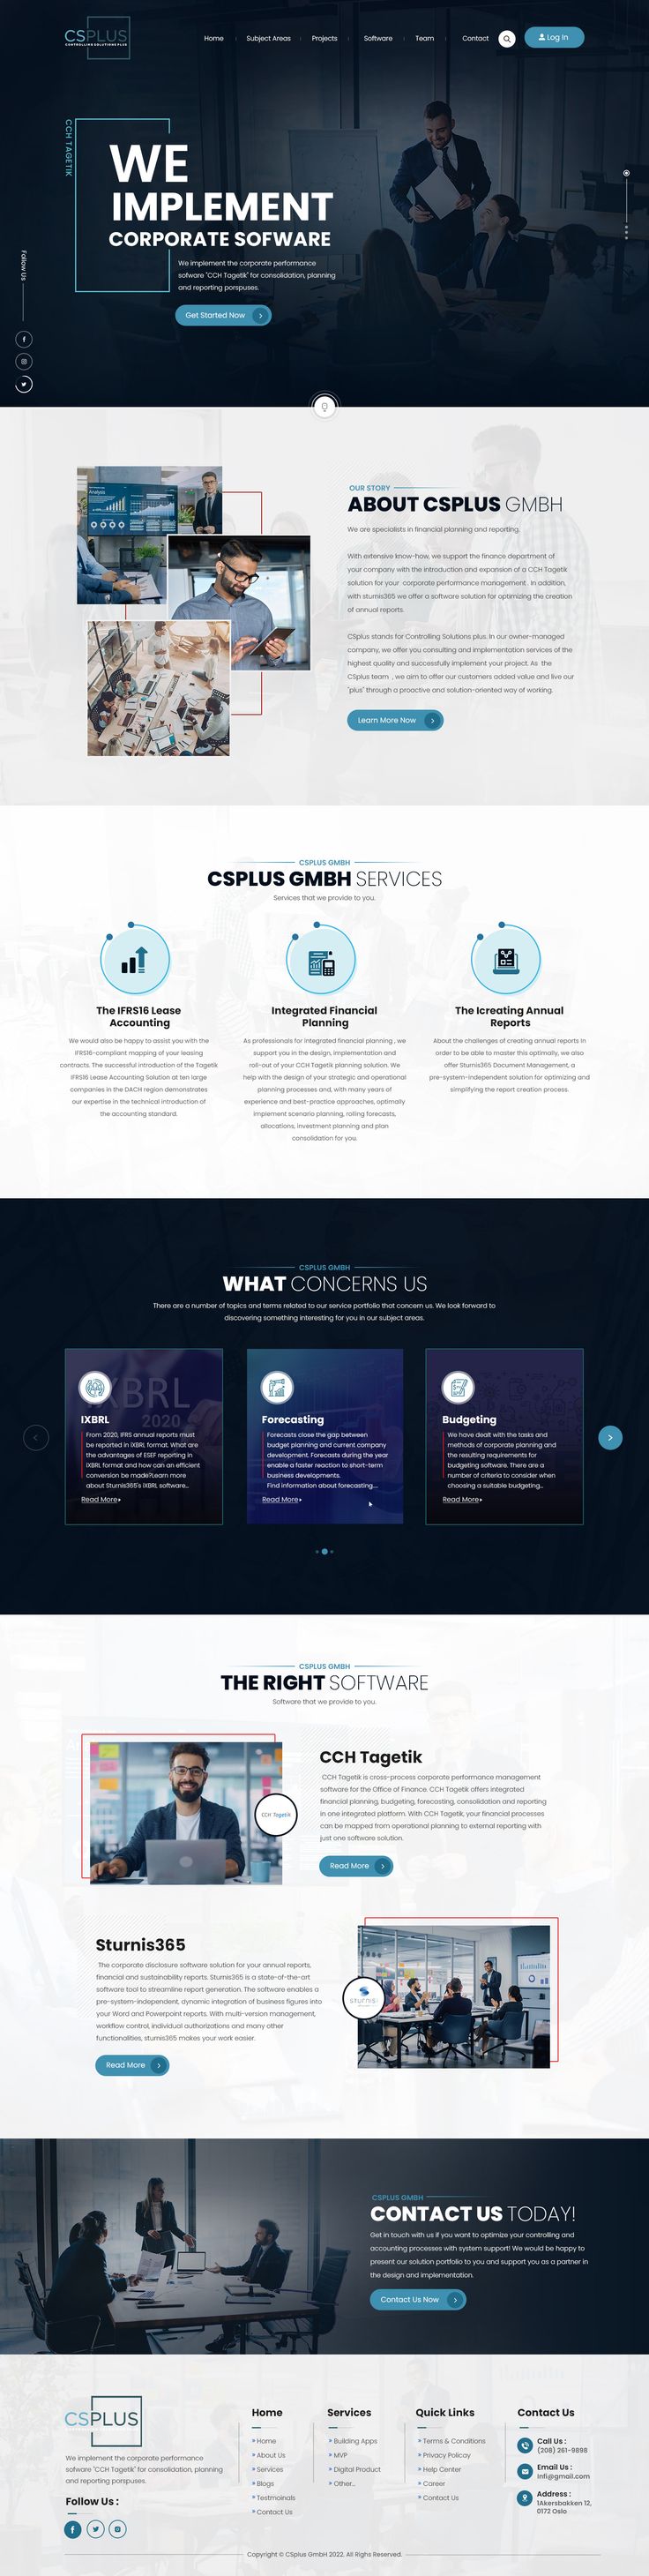 CSPLUS
CONTROLLING SOLUTIONS PLUS
Home
Subject Areas
Projects
Software
Team
Contact
Log In
CCH TAGETIK
WE
IMPLEMENT
CORPORATE SOFWARE
We implement the corporate performance
sofware "CCH Tagetik" for consolidation, planning
and reporting porspuses.
Get Started Now
Follow Us
OUR STORY
ABOUT CSPLUS GMBH
We are specialists in financial planning and reporting.
With extensive know-how, we support the finance department of
your company with the introduction and expansion of a CCH Tagetik
solution for your corporate performance management . In addition,
with sturnis365 we offer a software solution for optimizing the creation
of annual reports.
CSplus stands for Controlling Solutions plus. In our owner-managed
company, we offer you consulting and implementation services of the
highest quality and successfully implement your project. As the
CSplus team , we aim to offer our customers added value and live our
"plus" through a proactive and solution-oriented way of working.
Learn More Now
Analysis
CSPLUS GMBH
CSPLUS GMBH SERVICES
Services that we provide to you.
The IFRS16 Lease
Accounting
We would also be happy to assist you with the
IFRS16-compliant mapping of your leasing
contracts. The successful introduction of the Tagetik
IFRS16 Lease Accounting Solution at ten large
companies in the DACH region demonstrates
our expertise in the technical introduction of
the accounting standard.
Integrated Financial
Planning
As professionals for integrated financial planning , we
support you in the design, implementation and
roll-out of your CCH Tagetik planning solution. We
help with the design of your strategic and operational
planning processes and, with many years of
experience and best-practice approaches, optimally
implement scenario planning, rolling forecasts,
allocations, investment planning and plan
consolidation for you.
The Icreating Annual
Reports
About the challenges of creating annual reports In
order to be able to master this optimally, we also
offer Sturnis365 Document Management, a
pre-system-independent solution for optimizing and
simplifying the report creation process.
CSPLUS GMBH
WHAT CONCERNS US
There are a number of topics and terms related to our service portfolio that concern us. We look forward to
discovering something interesting for you in our subject areas.
XBRL
2020
IXBRL
From 2020, IFRS annual reports must
be reported in iXBRL format. What are
the advantages of ESEF reporting in
iXBRL format and how can an efficient
conversion be made?Learn more
about Sturnis365's iXBRL software...
Read More
Forecasting
Forecasts close the gap between
budget planning and current company
development. Forecasts during the year
enable a faster reaction to short-term
business developments.
Find information about forecasting....
Read More
Budgeting
We have dealt with the tasks and
methods of corporate planning and
the resulting requirements for
budgeting software. There are a
number of criteria to consider when
choosing a suitable budgeting...
Read More
CSPLUS GMBH
THE RIGHT SOFTWARE
Software that we provide to you.
CCH Tagetik
CCH Tagetik
CCH Tagetik is cross-process corporate performance management
software for the Office of Finance. CCH Tagetik offers integrated
financial planning, budgeting, forecasting, consolidation and reporting
in one integrated platform. With CCH Tagetik, your financial processes
can be mapped from operational planning to external reporting with
just one software solution.
Read More
Sturnis365
The corporate disclosure software solution for your annual reports,
financial and sustainability reports. Sturnis365 is a state-of-the-art
software tool to streamline report generation. The software enables a
pre-system-independent, dynamic integration of business figures into
your Word and Powerpoint reports. With multi-version management,
workflow control, individual authorizations and many other
functionalities, sturnis365 makes your work easier.
Read More
CSPLUS GMBH
CONTACT US TODAY!
Get in touch with us if you want to optimize your controlling and
accounting processes with system support! We would be happy to
present our solution portfolio to you and support you as a partner in
the design and implementation.
Contact Us Now
CSPLUS
We implement the corporate performance
sofware "CCH Tagetik" for consolidation, planning
and reporting porspuses.
Follow Us :
Home
Home
About Us
Services
Blogs
Testmoinals
Contact Us
Services
Building Apps
MVP
Digital Product
Other...
Quick Links
Terms & Conditions
Privacy Policay
Help Center
Career
Contact Us
Contact Us
Call Us :
(208) 261-9898
Email Us :
Infi@gmail.com
Address :
1Akersbakken 12,
0172 Oslo
Copyright © CSplus GmbH 2022. All Righs Reserved.